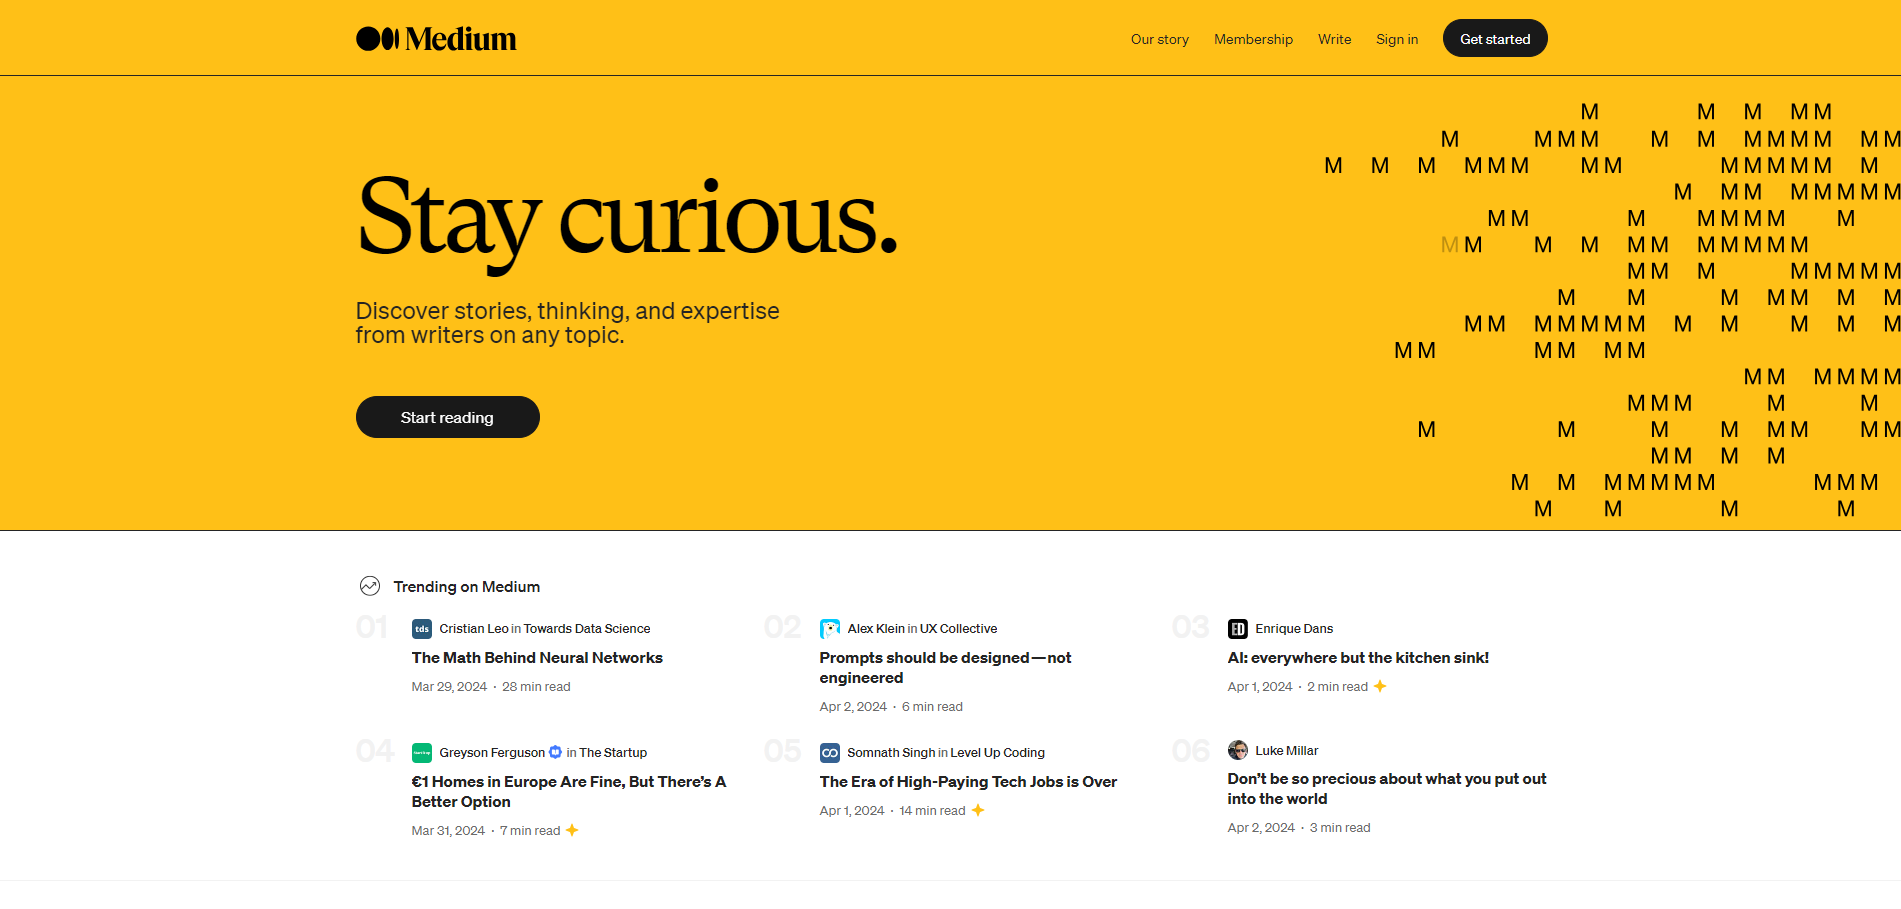 Medium
Our story Membership Write Sign in Get started
Stay curious.
Discover stories, thinking, and expertise
from writers on any topic.
Start reading
M M M M M
M M M M M M M M M M M M
M M M M M M M M M M M M M M
M M M M M M M M
M M M M M M M M
M M M M M M M M M M M
M M M M M M M M
M M M M M M M
M M M M M M M M M M M M
M M M M M M
M M M M M M
M M M M M
M M M M M M M M
M M M M
M M M M M M M M M M
M M M M
Trending on Medium
01
tds Cristian Leo in Towards Data Science
The Math Behind Neural Networks
Mar 29, 2024 · 28 min read
02
Alex Klein in UX Collective
Prompts should be designed — not
engineered
Apr 2, 2024 · 6 min read
03
ED Enrique Dans
AI: everywhere but the kitchen sink!
Apr 1, 2024 · 2 min read
04
Greyson Ferguson in The Startup
€1 Homes in Europe Are Fine, But There’s A
Better Option
Mar 31, 2024 · 7 min read
05
Somnath Singh in Level Up Coding
The Era of High-Paying Tech Jobs is Over
Apr 1, 2024 · 14 min read
06
Luke Millar
Don’t be so precious about what you put out
into the world
Apr 2, 2024 · 3 min read